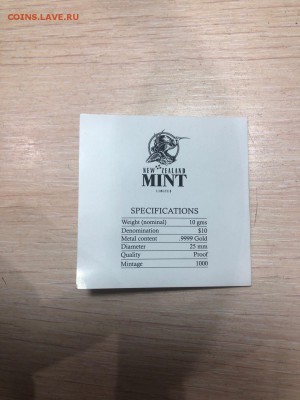 COINS.LAVE.RU
NEW ZEALAND
MINT
LIMITED
SPECIFICATIONS
Weight (nominal) 10 gms
Denomination $10
Metal content .9999 Gold
Diameter 25 mm
Quality Proof
Mintage 1000